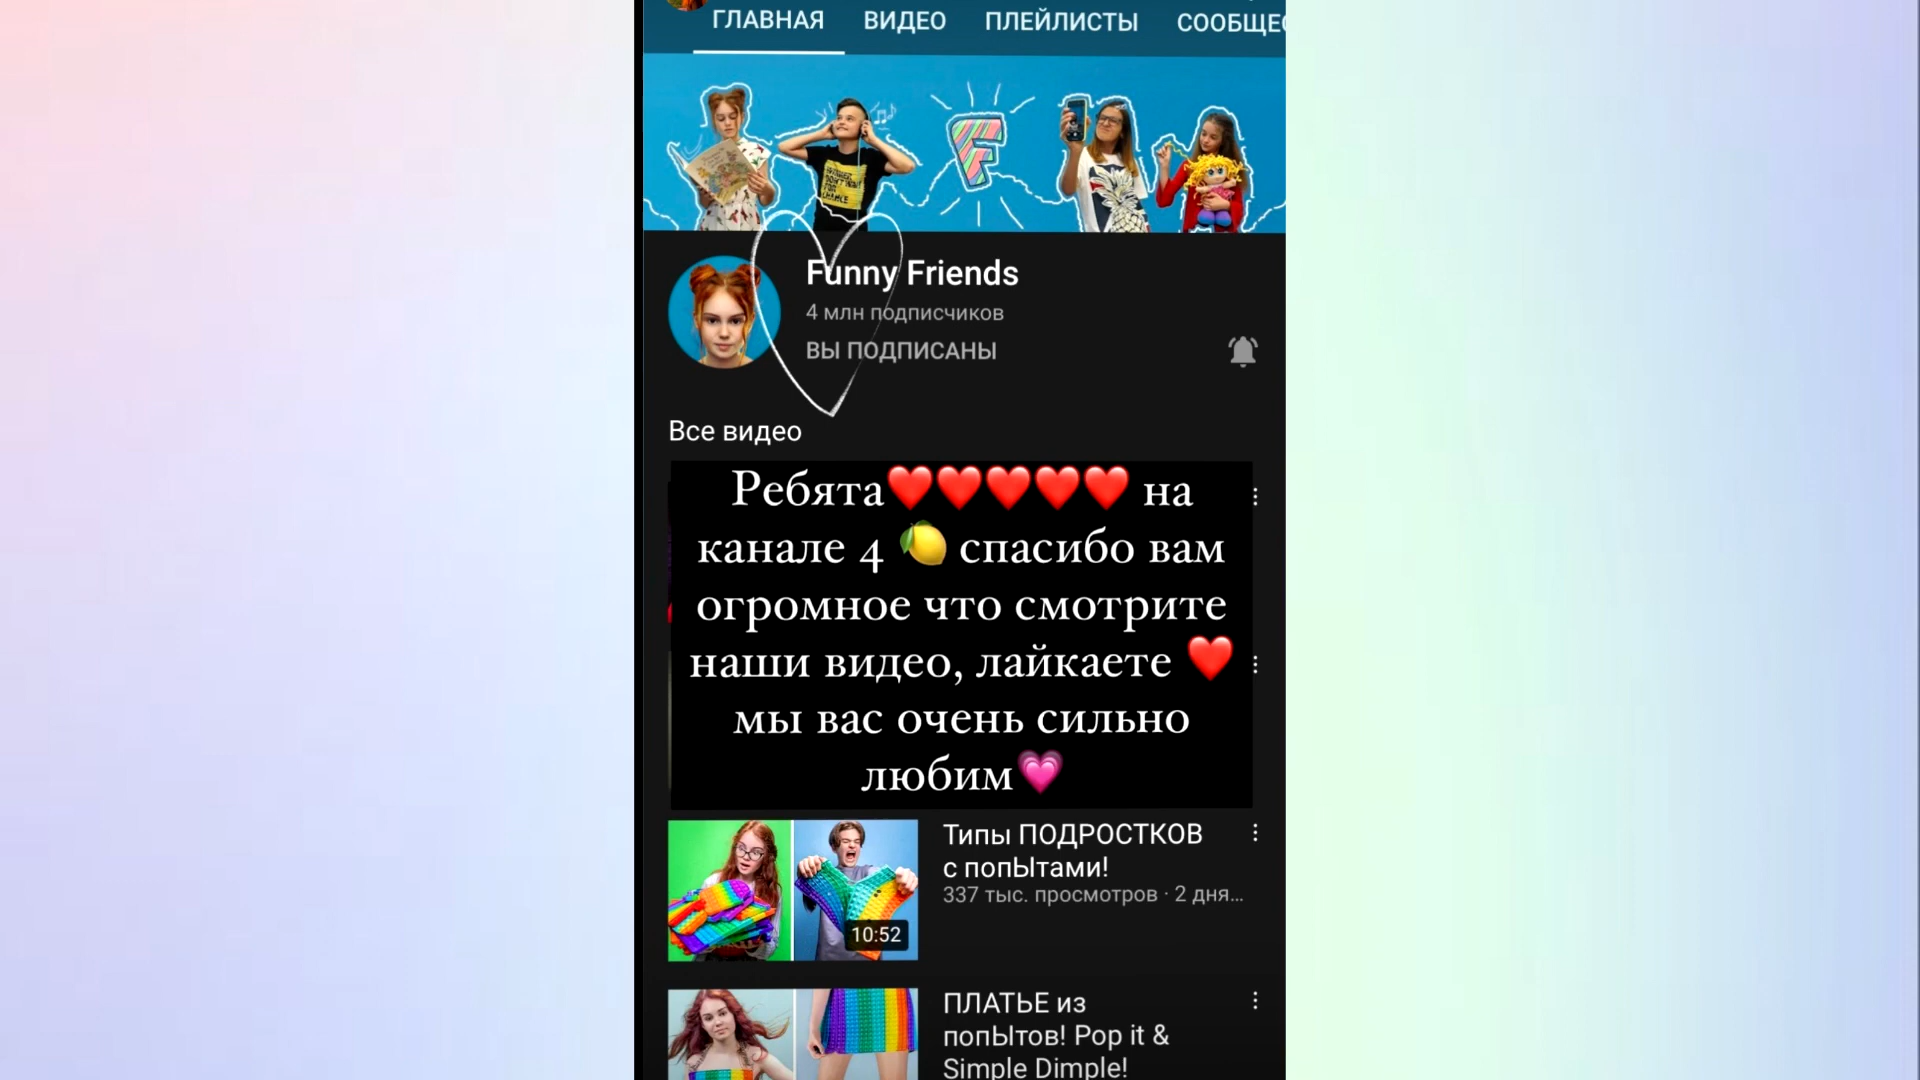 ГЛАВНАЯ ВИДЕО ПЛЕЙЛИСТЫ СООБЩЕС
F
Funny Friends
4 млн подписчиков
ВЫ ПОДПИСАНЫ
Все видео
Ребята❤️❤️❤️❤️❤️ на
канале 4 🍋 спасибо вам
огромное что смотрите
наши видео, лайкаете ❤️
мы вас очень сильно
любим💗
Типы ПОДРОСТКОВ
с попЫтами!
337 тыс. просмотров · 2 дня...
10:52
ПЛАТЬЕ из
попЫтов! Pop it &
Simple Dimple!